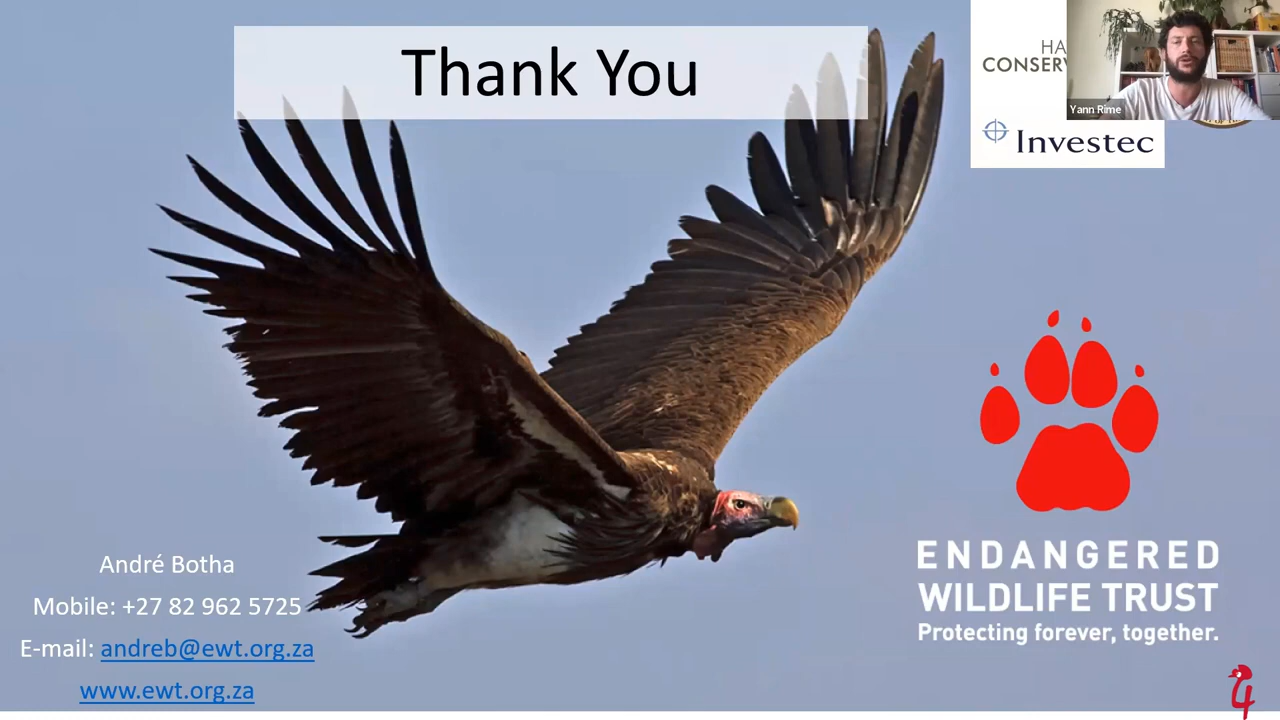 Thank You
HA
CONSERV
Yann Rime
Investec
ENDANGERED
WILDLIFE TRUST
Protecting forever, together.
André Botha
Mobile: +27 82 962 5725
E-mail: andreb@ewt.org.za
www.ewt.org.za